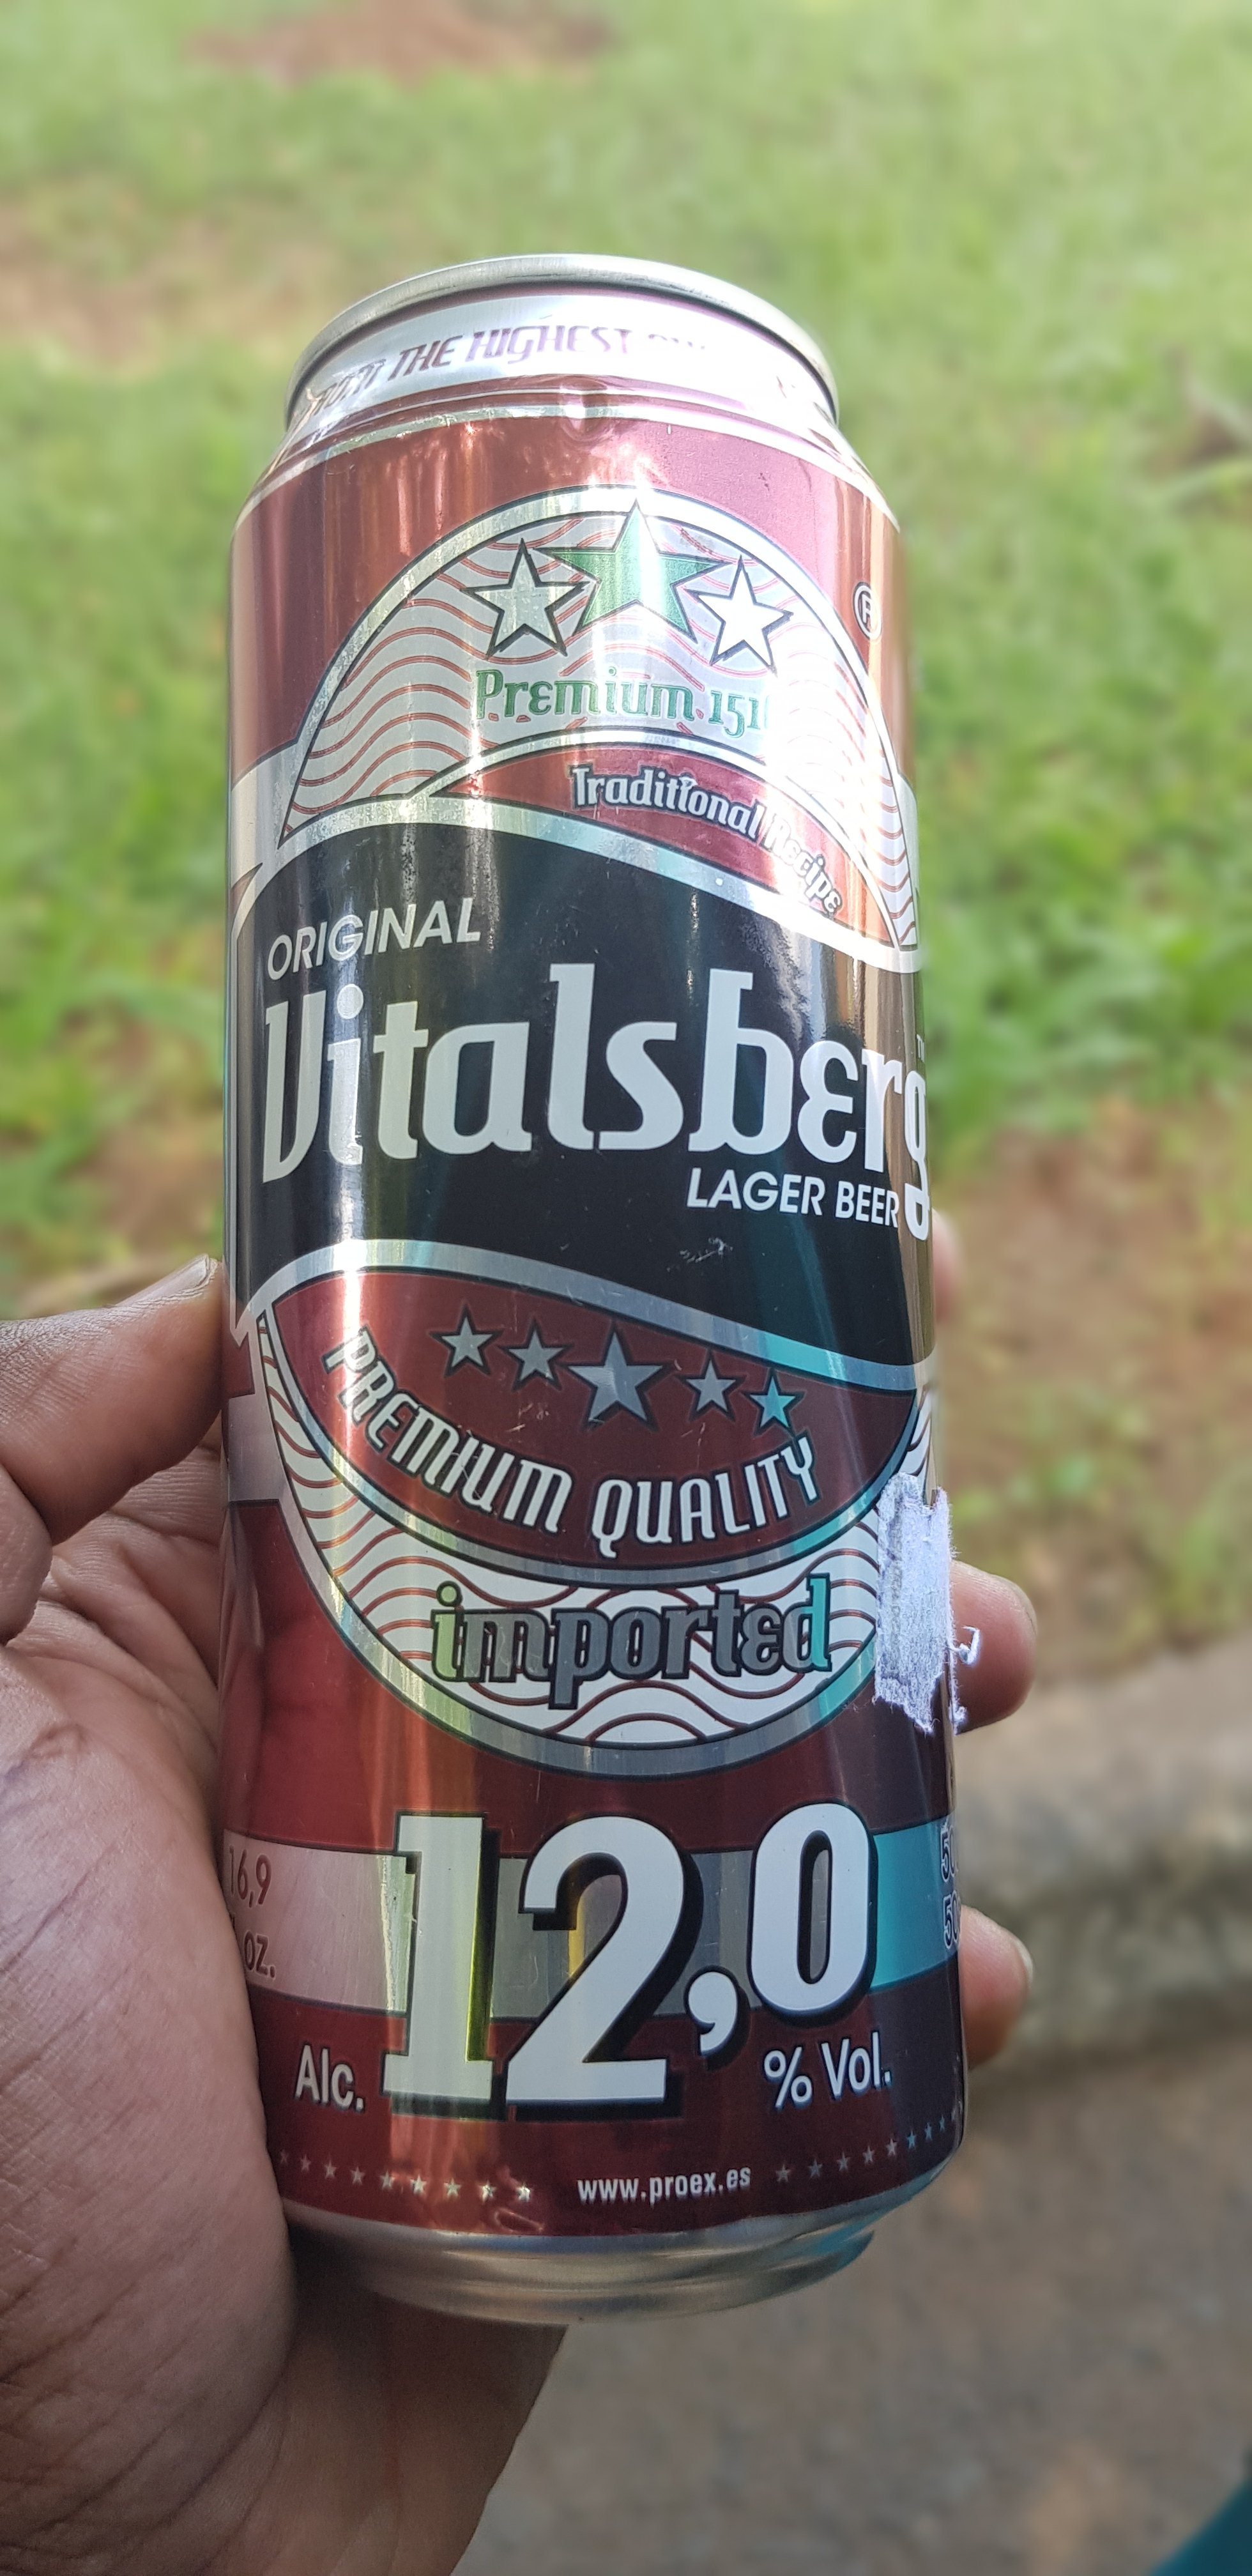 THE HIGHEST
®
Premium 151
Traditional Recipe
ORIGINAL
Vitalsberg
LAGER BEER
PREMIUM QUALITY
imported
16,9
OZ.
12,0
Alc.
% Vol.
www.proex.es